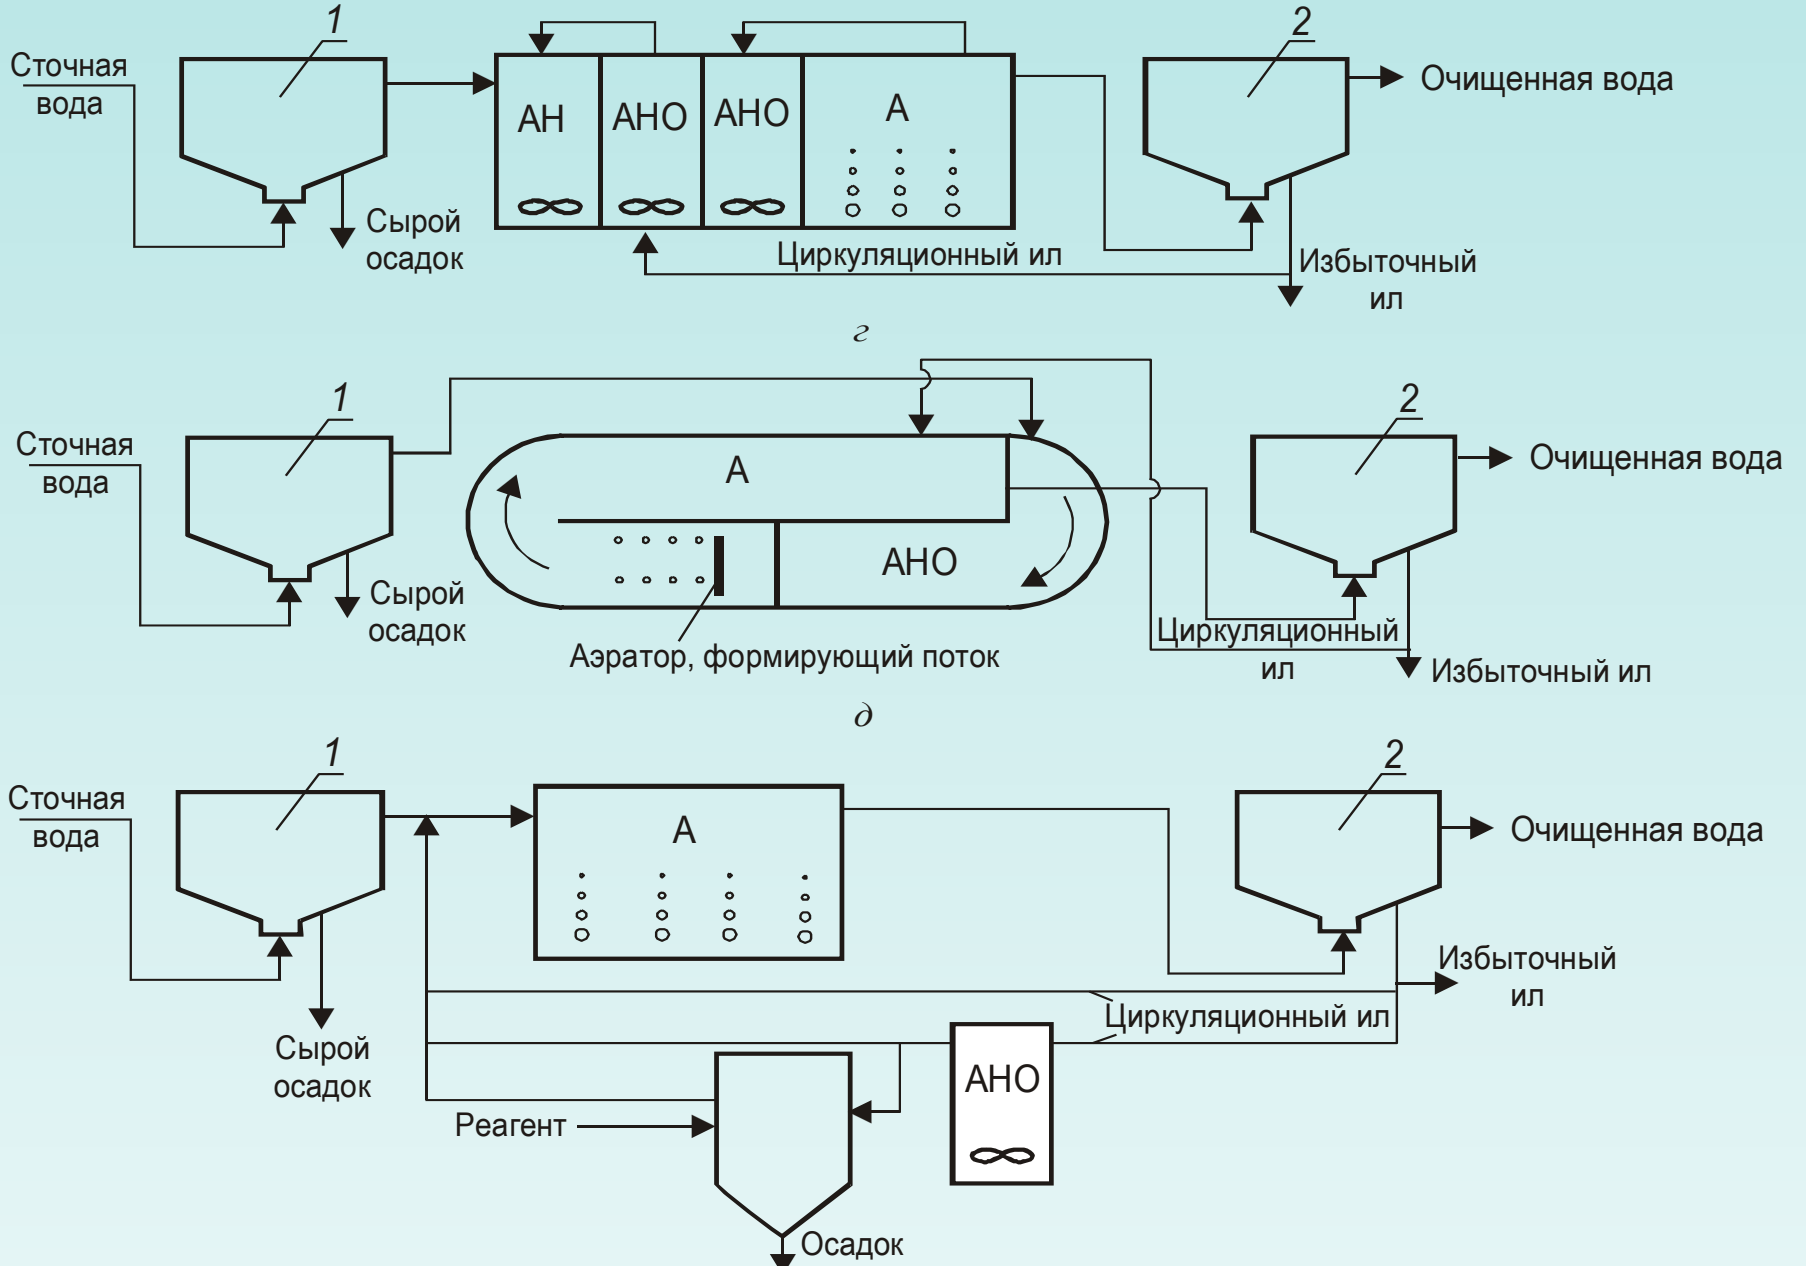 1
2
Сточная
вода
Очищенная вода
АН
АНО
АНО
А
Сырой
осадок
Циркуляционный ил
Избыточный
ил
г
1
2
Сточная
вода
Очищенная вода
А
АНО
Сырой
осадок
Аэратор, формирующий поток
Циркуляционный
ил
Избыточный ил
д
1
2
Сточная
вода
Очищенная вода
А
Избыточный
ил
Циркуляционный ил
Сырой
осадок
АНО
Реагент
Осадок